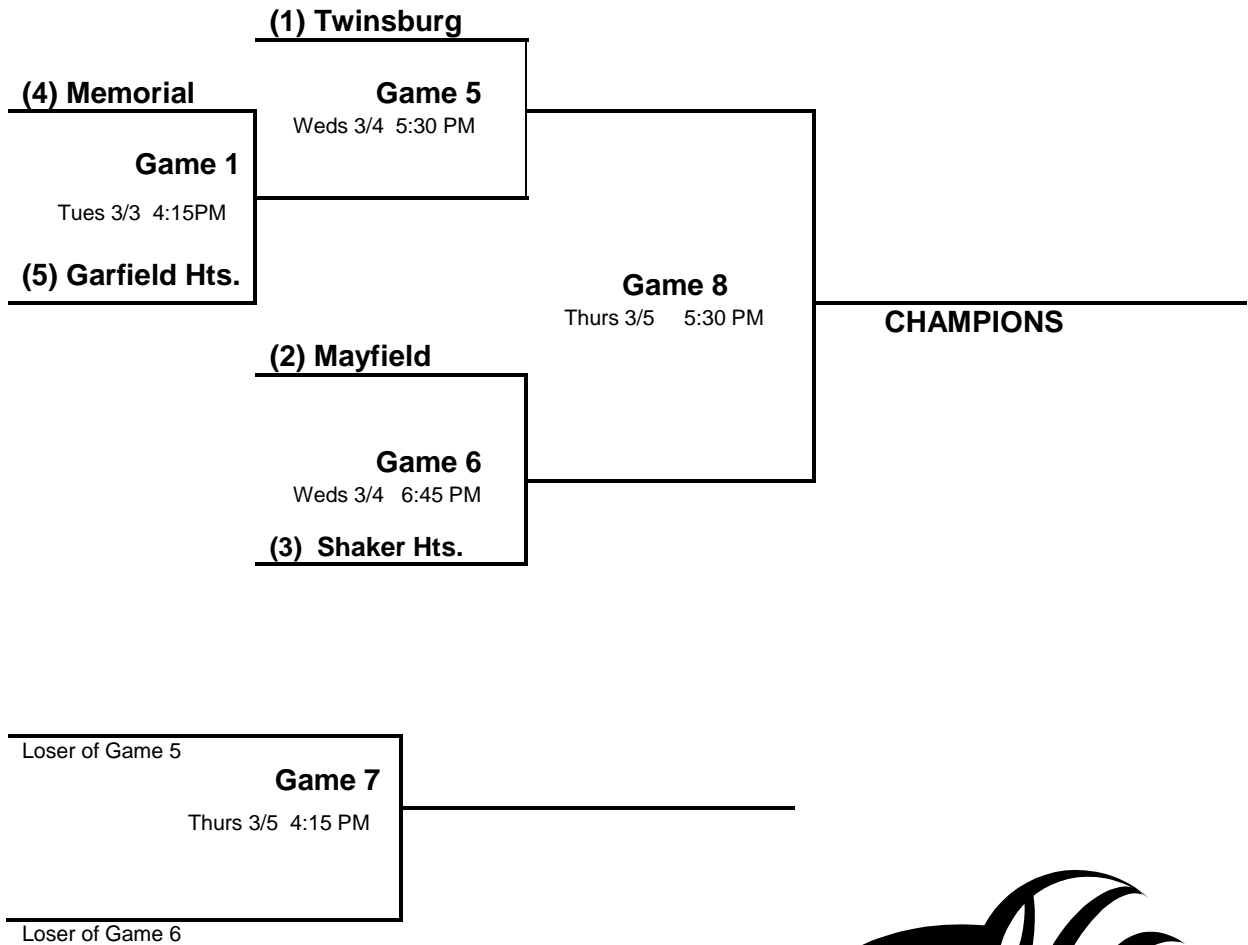 (1) Twinsburg
(4) Memorial
Game 5
Weds 3/4 5:30 PM
Game 1
Tues 3/3 4:15PM
(5) Garfield Hts.
Game 8
Thurs 3/5 5:30 PM
CHAMPIONS
(2) Mayfield
Game 6
Weds 3/4 6:45 PM
(3) Shaker Hts.
Loser of Game 5
Game 7
Thurs 3/5 4:15 PM
Loser of Game 6